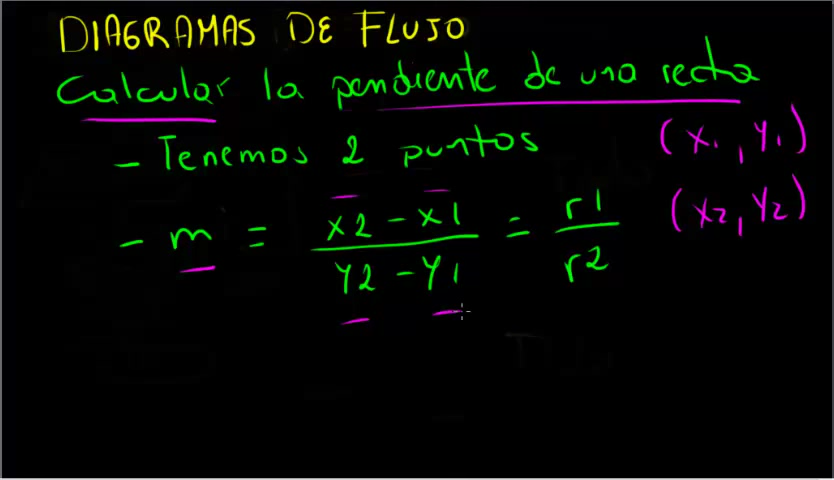 DIAGRAMAS DE FLUJO
Calcular la pendiente de una recta
- Tenemos 2 puntos (x1, y1)
- m = x2 - x1 / y2 - y1 = r1 / r2 (x2, y2)